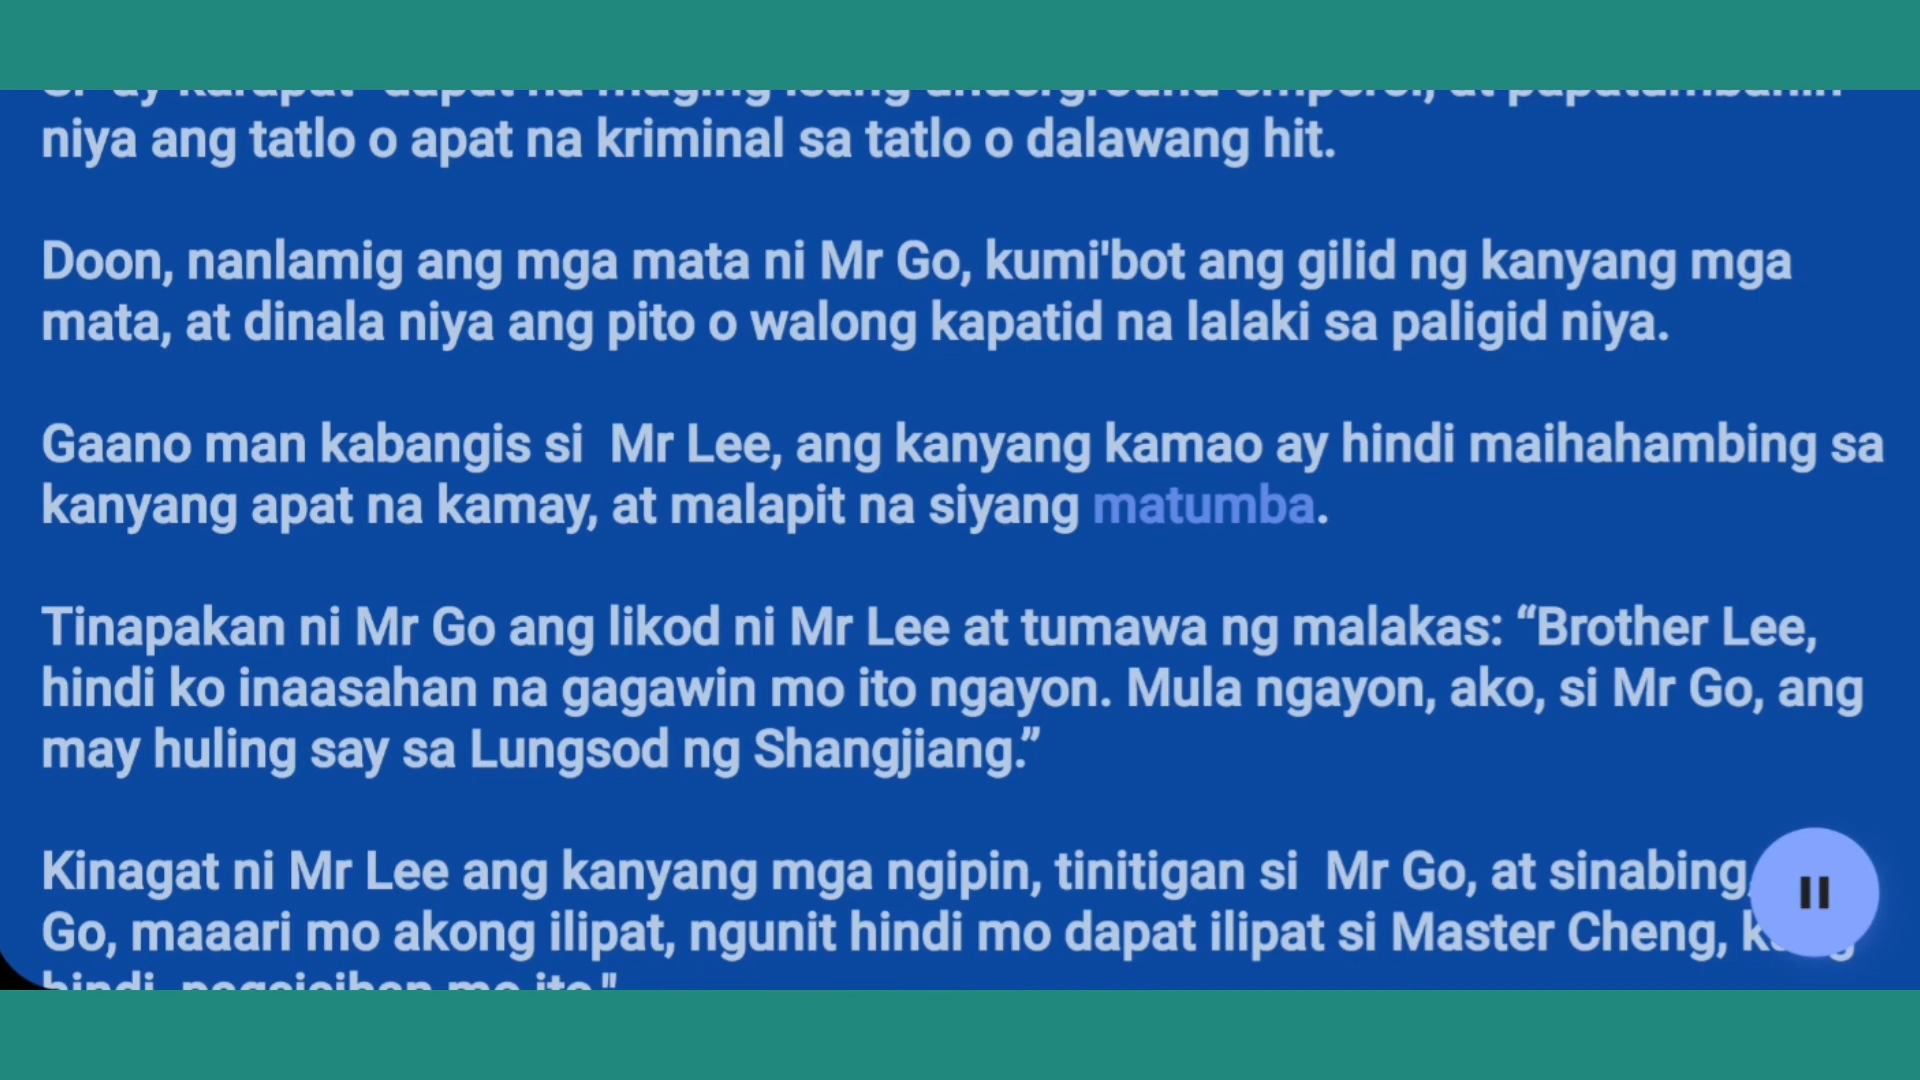 niya ang tatlo o apat na kriminal sa tatlo o dalawang hit.
Doon, nanlamig ang mga mata ni Mr Go, kumi'bot ang gilid ng kanyang mga
mata, at dinala niya ang pito o walong kapatid na lalaki sa paligid niya.
Gaano man kabangis si  Mr Lee, ang kanyang kamao ay hindi maihahambing sa
kanyang apat na kamay, at malapit na siyang matumba.
Tinapakan ni Mr Go ang likod ni Mr Lee at tumawa ng malakas: “Brother Lee,
hindi ko inaasahan na gagawin mo ito ngayon. Mula ngayon, ako, si Mr Go, ang
may huling say sa Lungsod ng Shangjiang.”
Kinagat ni Mr Lee ang kanyang mga ngipin, tinitigan si  Mr Go, at sinabing,
Go, maaari mo akong ilipat, ngunit hindi mo dapat ilipat si Master Cheng,
hindi, pagsisihan mo ito."